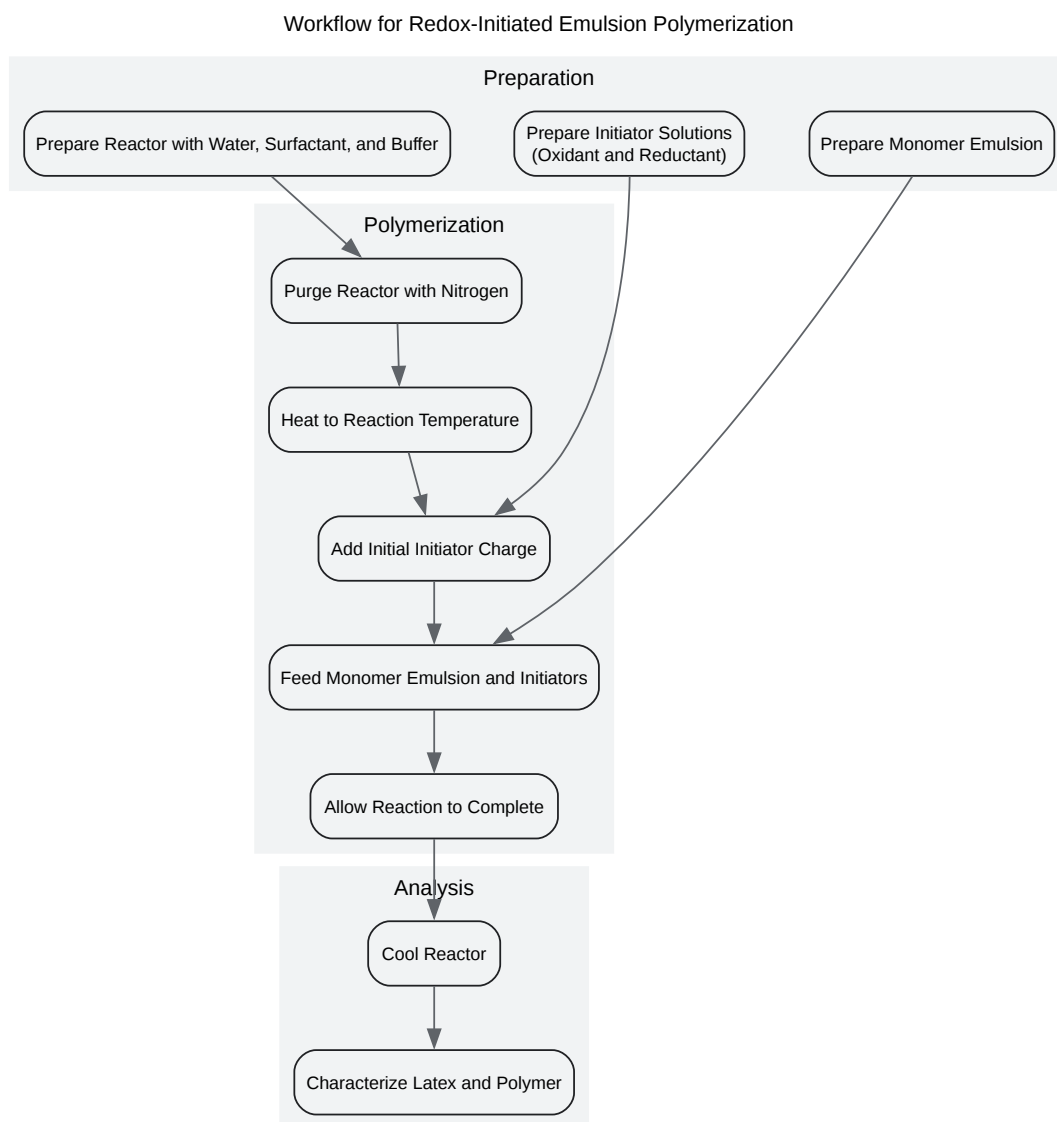 Workflow for Redox-Initiated Emulsion Polymerization
Preparation
Prepare Reactor with Water, Surfactant, and Buffer
Prepare Initiator Solutions
(Oxidant and Reductant)
Prepare Monomer Emulsion
Polymerization
Purge Reactor with Nitrogen
Heat to Reaction Temperature
Add Initial Initiator Charge
Feed Monomer Emulsion and Initiators
Allow Reaction to Complete
Analysis
Cool Reactor
Characterize Latex and Polymer